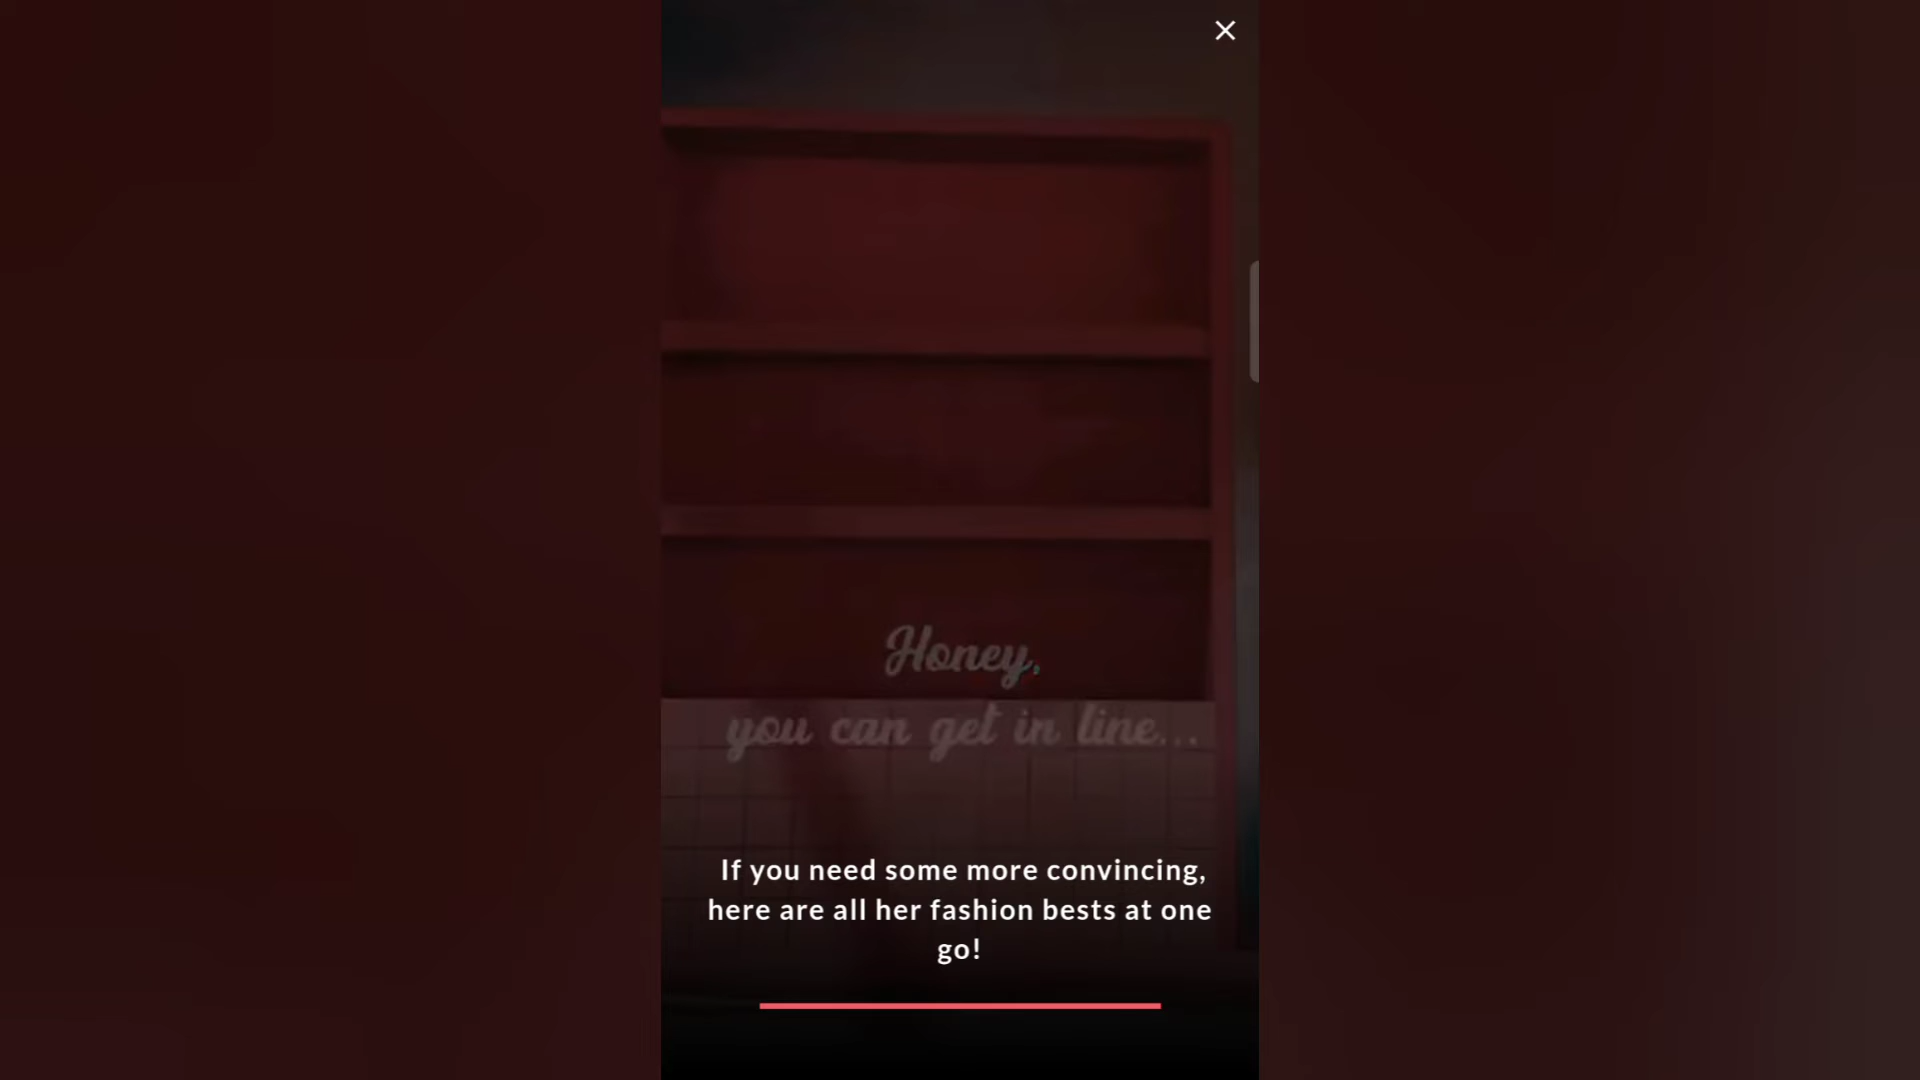 Honey,
you can get in line...
If you need some more convincing,
here are all her fashion bests at one
go!